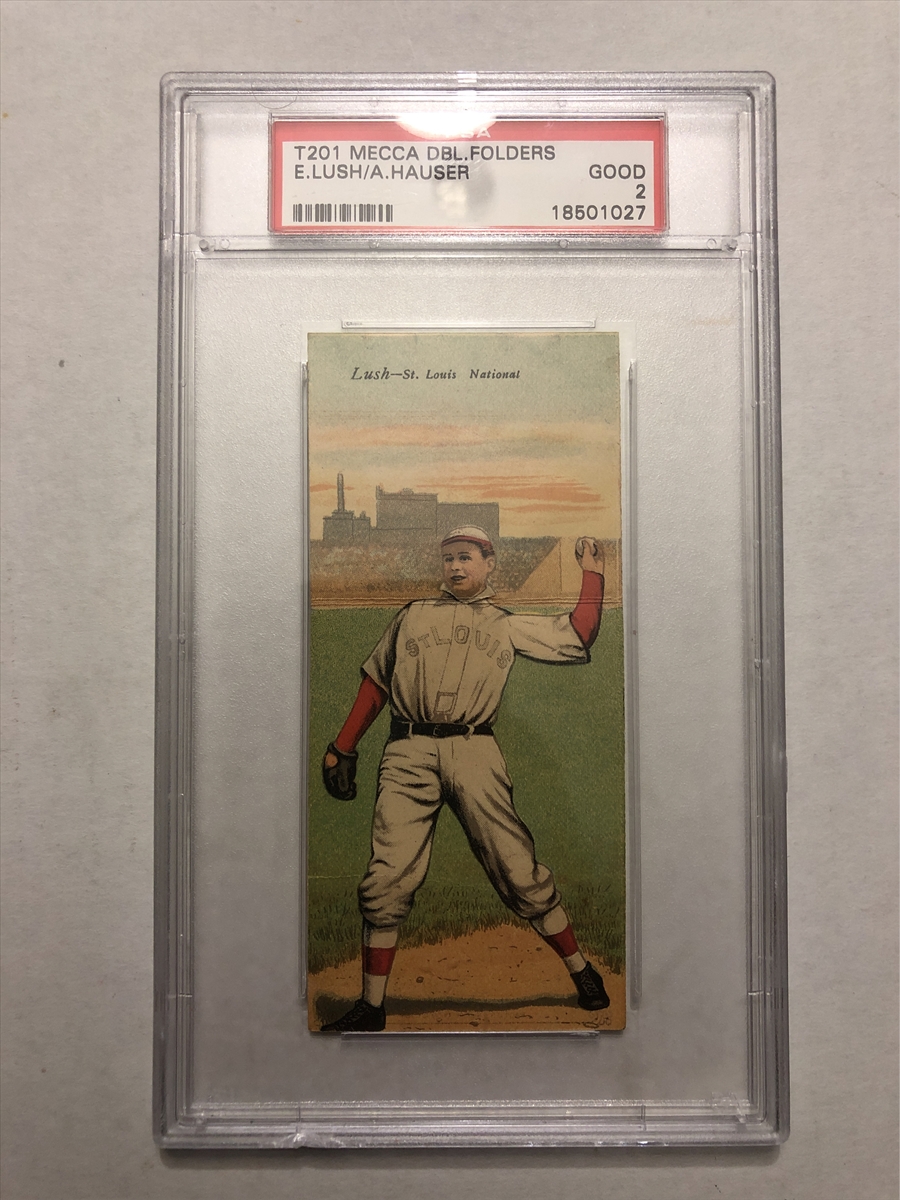 T201 MECCA DBL.FOLDERS
E.LUSH/A.HAUSER GOOD
2
18501027
Lush—St. Louis National
ST LOUIS